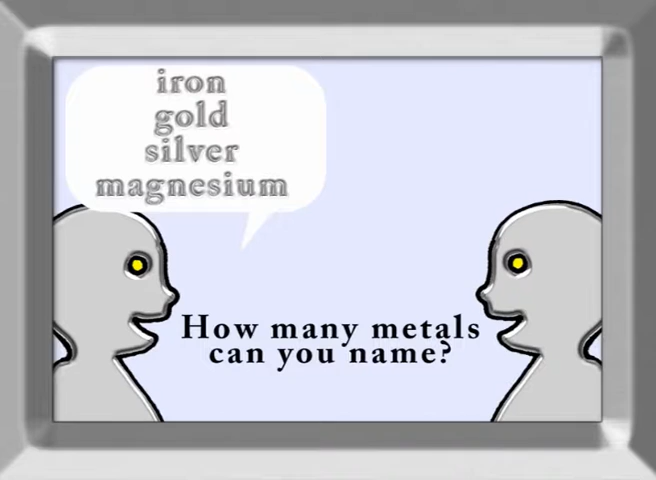 iron
gold
silver
magnesium
How many metals
can you name?